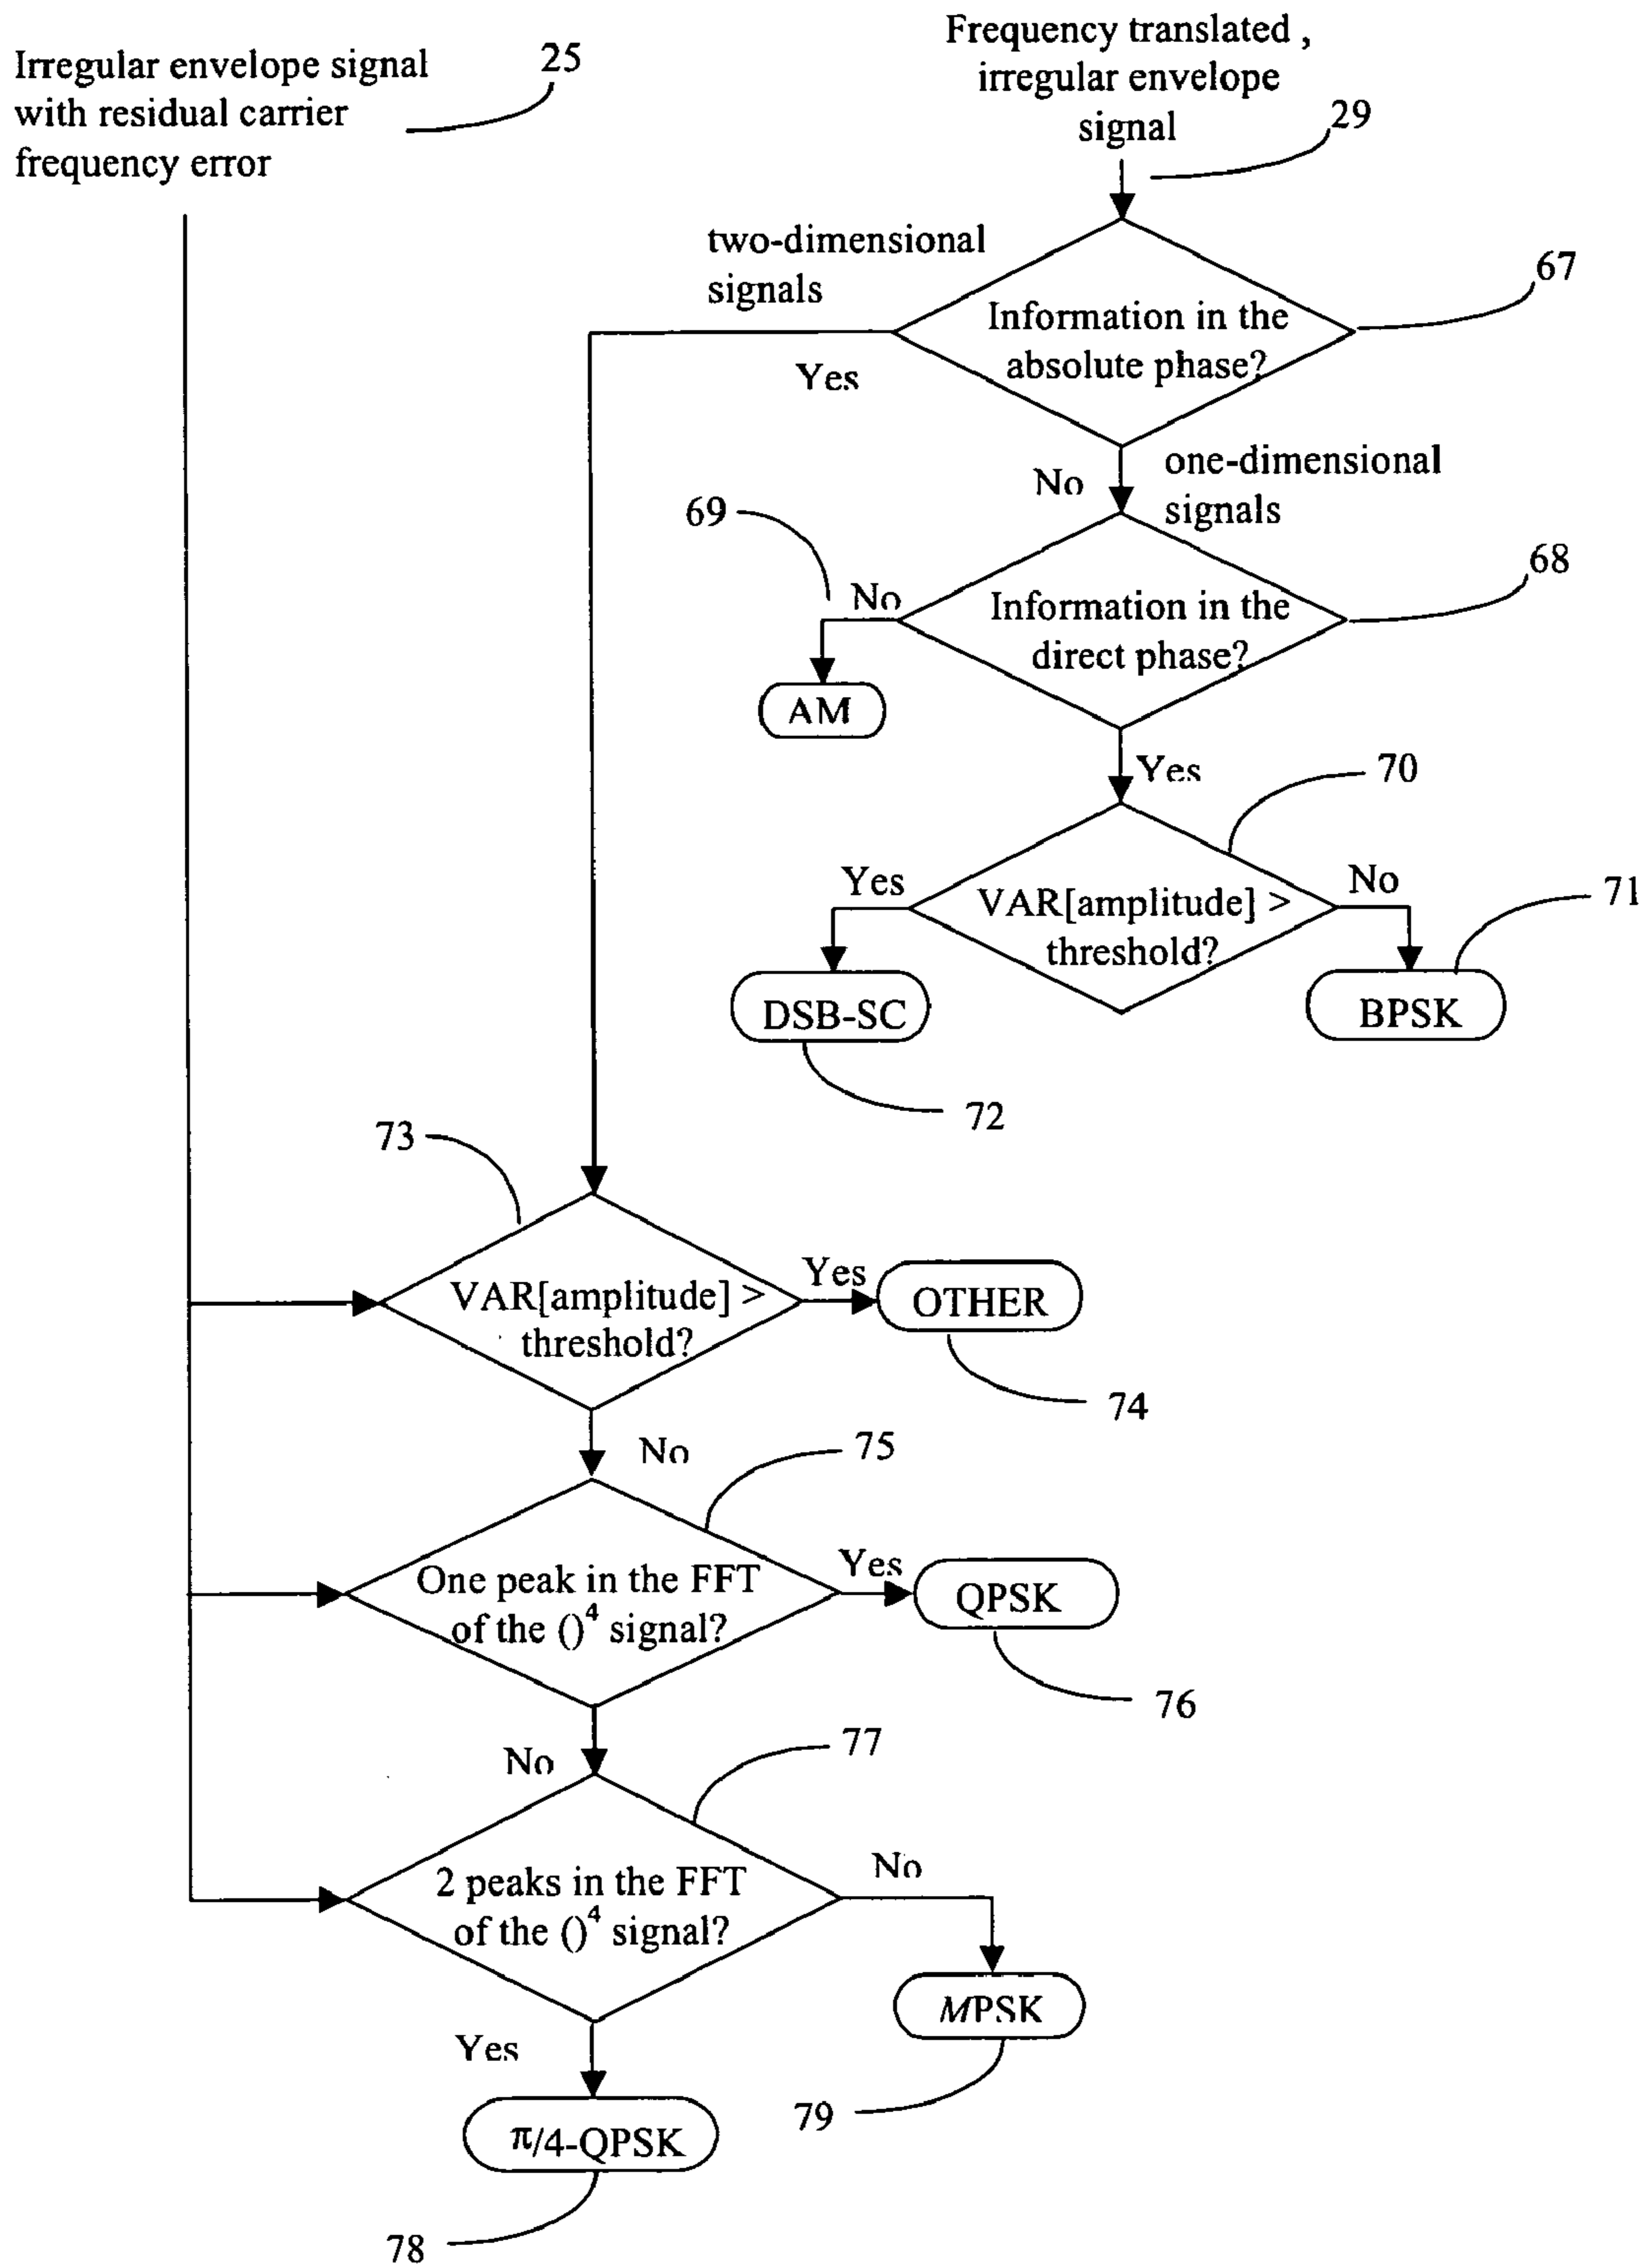 Irregular envelope signal
with residual carrier
frequency error
25
Frequency translated ,
irregular envelope
signal
29
two-dimensional
signals
Yes
Information in the
absolute phase?
67
No
one-dimensional
signals
69
No
Information in the
direct phase?
68
AM
Yes
70
Yes
VAR[amplitude] >
threshold?
No
71
DSB-SC
BPSK
72
73
VAR[amplitude] >
threshold?
Yes
OTHER
74
No
75
One peak in the FFT
of the ()⁴ signal?
Yes
QPSK
76
No
77
2 peaks in the FFT
of the ()⁴ signal?
No
MPSK
79
Yes
π/4-QPSK
78